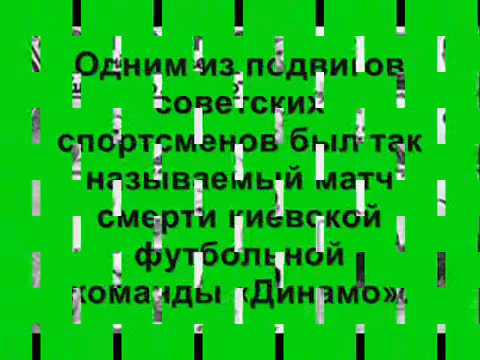 Одним из подвигов
советских
спортсменов был так
называемый матч
смерти киевской
футбольной
команды «Динамо».